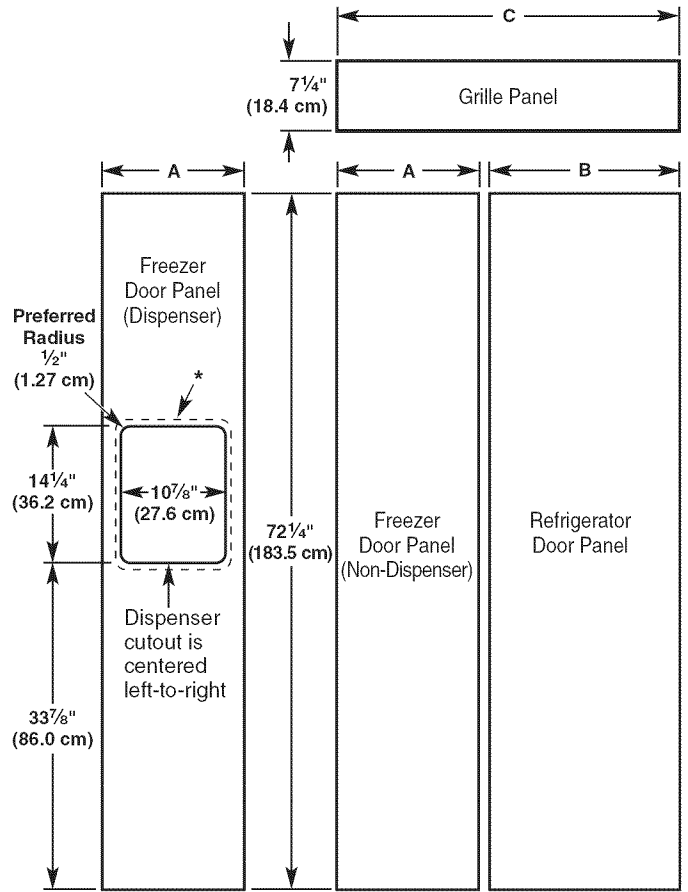 C
7¼"
(18.4 cm)
Grille Panel
A
A
B
Freezer
Door Panel
(Dispenser)
Preferred
Radius
½"
(1.27 cm)
*
14¼"
(36.2 cm)
10⅞"
(27.6 cm)
72¼"
(183.5 cm)
Freezer
Door Panel
(Non-Dispenser)
Refrigerator
Door Panel
Dispenser
cutout is
centered
left-to-right
33⅞"
(86.0 cm)